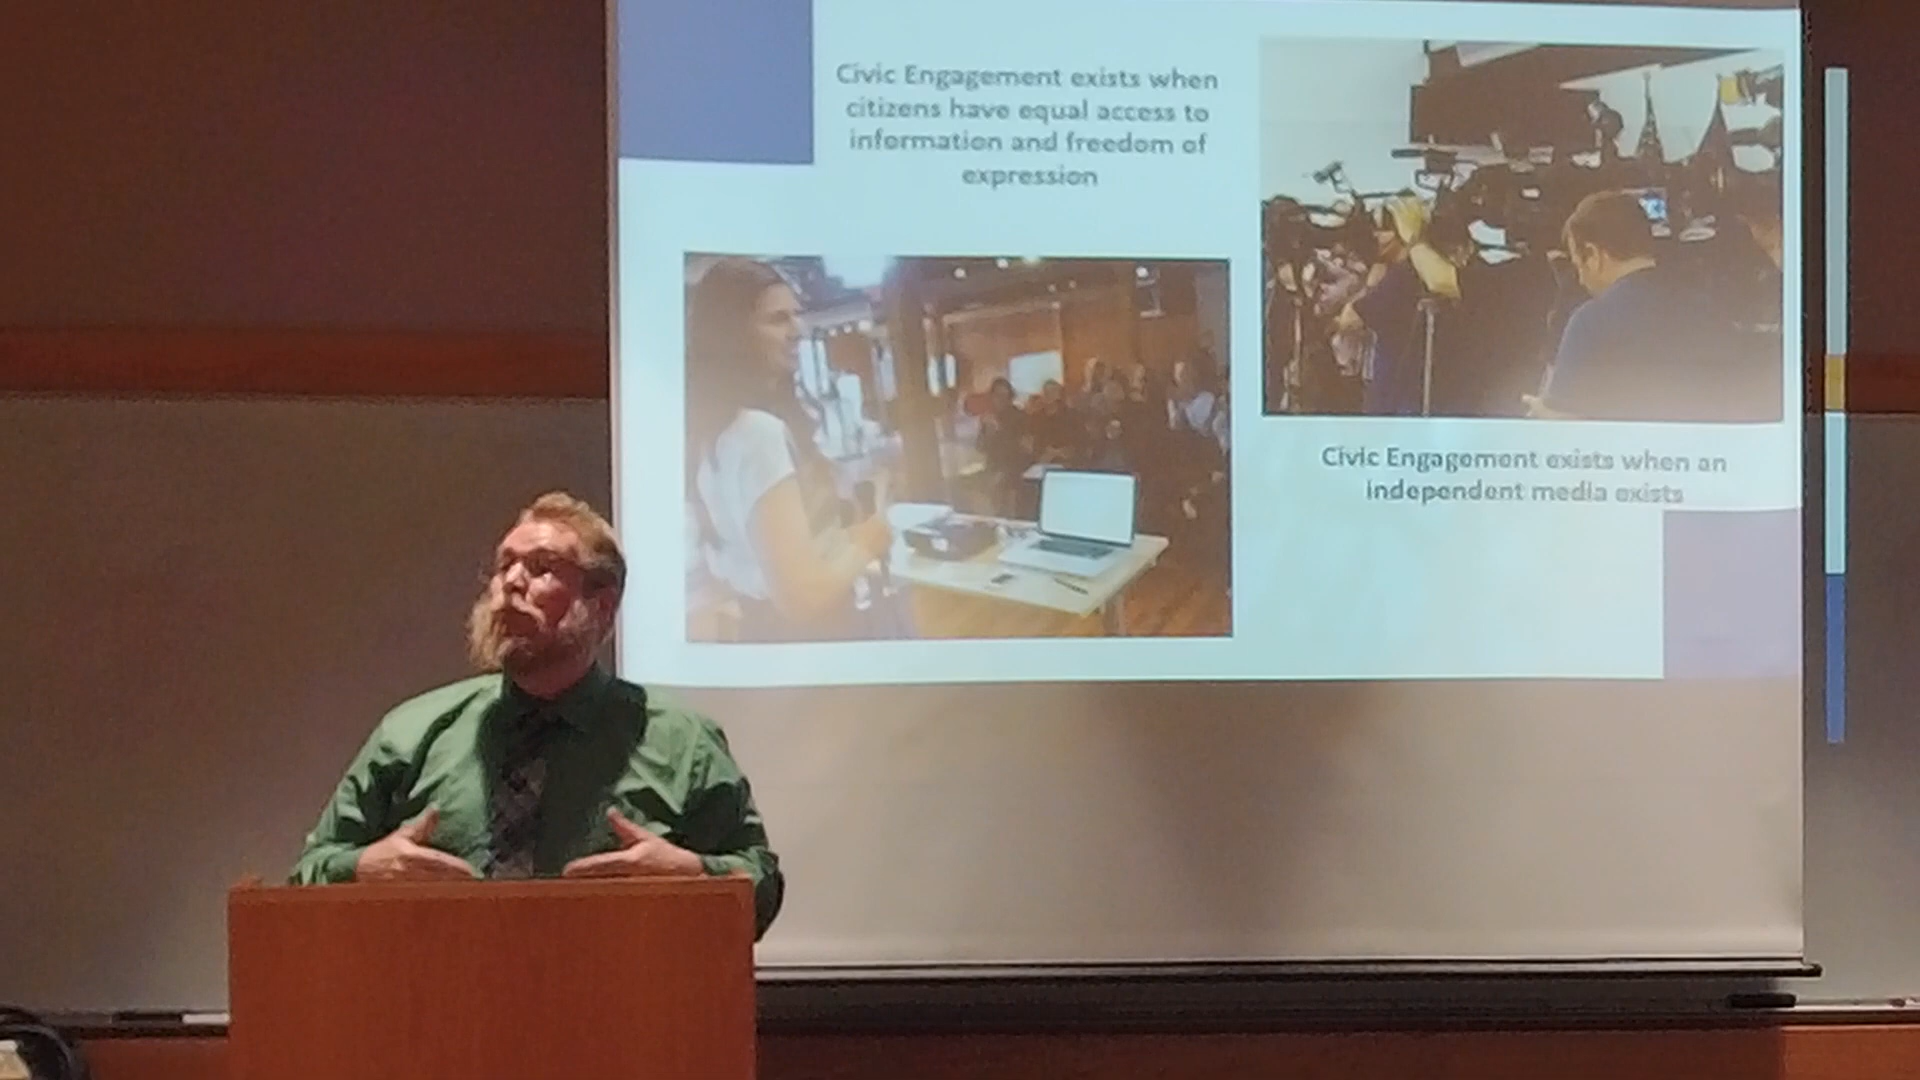 Civic Engagement exists when
citizens have equal access to
information and freedom of
expression
Civic Engagement exists when an
independent media exists